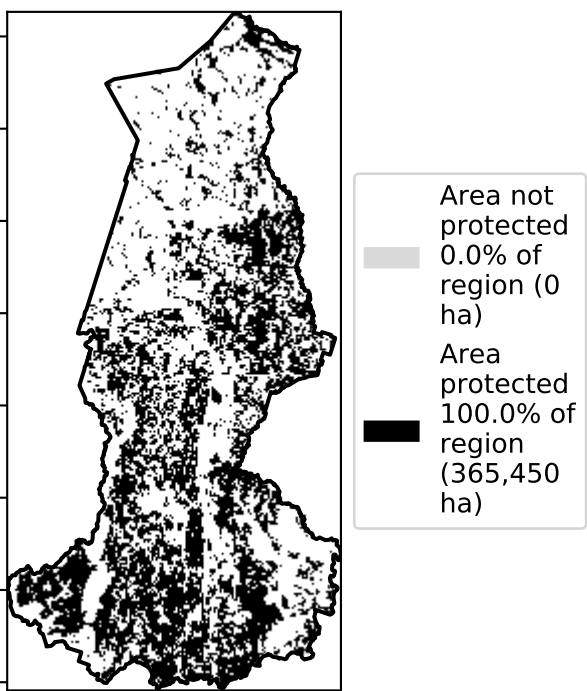 Area not
protected
0.0% of
region (0
ha)
Area
protected
100.0% of
region
(365,450
ha)